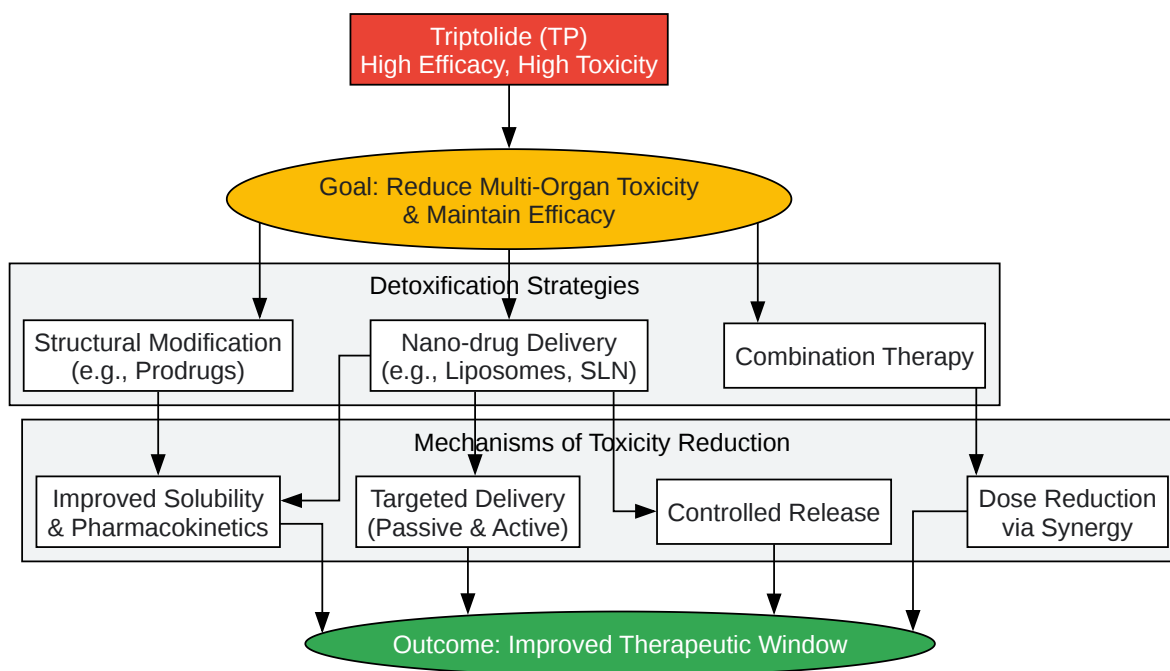 Triptolide (TP)
High Efficacy, High Toxicity
Goal: Reduce Multi-Organ Toxicity
& Maintain Efficacy
Detoxification Strategies
Structural Modification
(e.g., Prodrugs)
Nano-drug Delivery
(e.g., Liposomes, SLN)
Combination Therapy
Mechanisms of Toxicity Reduction
Improved Solubility
& Pharmacokinetics
Targeted Delivery
(Passive & Active)
Controlled Release
Dose Reduction
via Synergy
Outcome: Improved Therapeutic Window